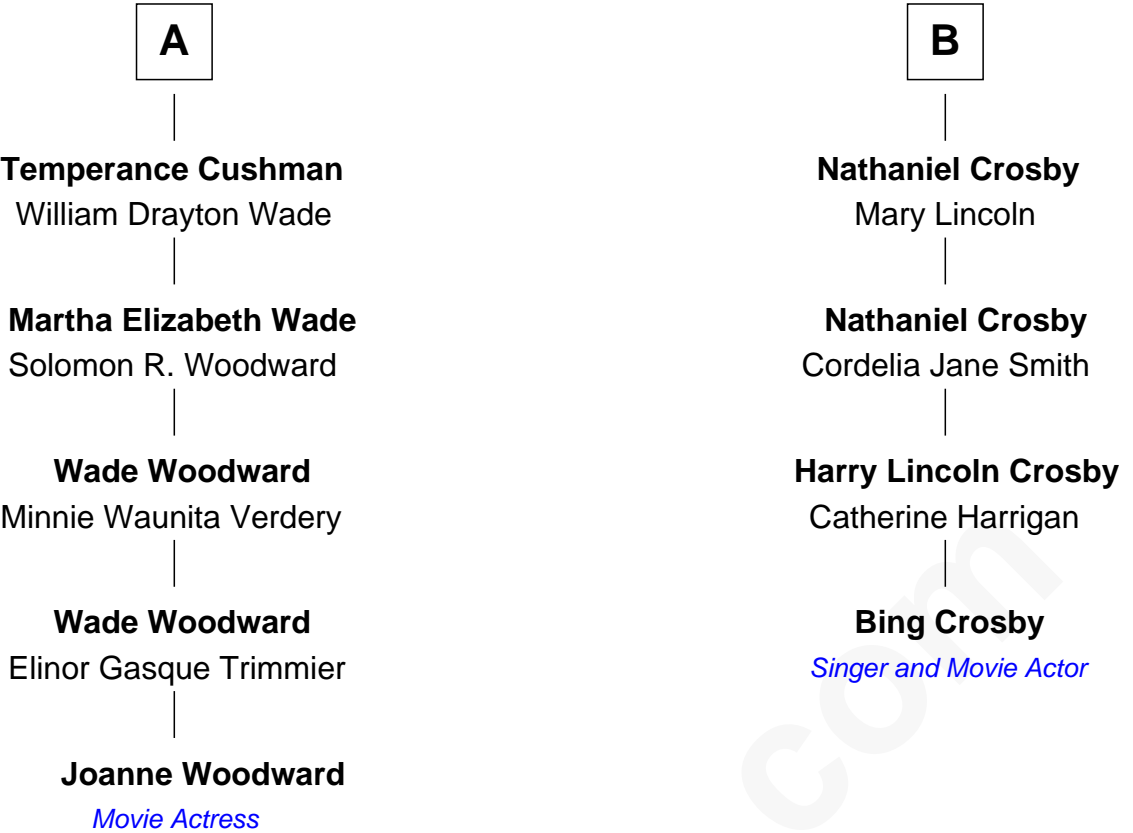 A
Temperance Cushman
William Drayton Wade
Martha Elizabeth Wade
Solomon R. Woodward
Wade Woodward
Minnie Waunita Verdery
Wade Woodward
Elinor Gasque Trimmier
Joanne Woodward
Movie Actress
B
Nathaniel Crosby
Mary Lincoln
Nathaniel Crosby
Cordelia Jane Smith
Harry Lincoln Crosby
Catherine Harrigan
Bing Crosby
Singer and Movie Actor
com